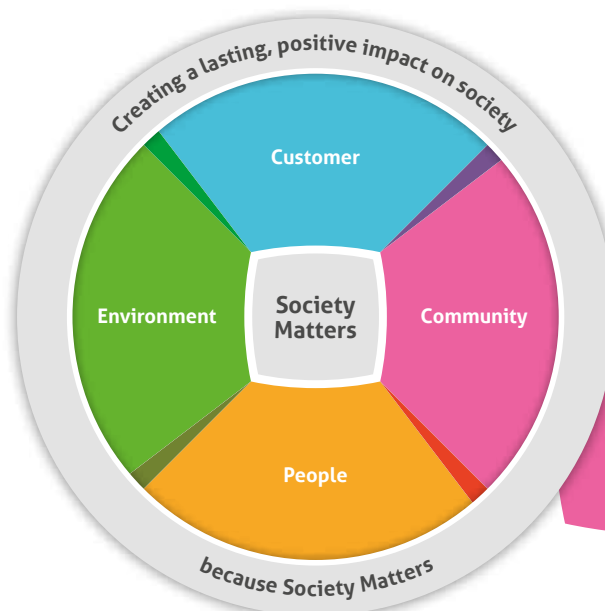 Creating a lasting, positive impact on society
Customer
Environment
Society
Matters
Community
People
because Society Matters